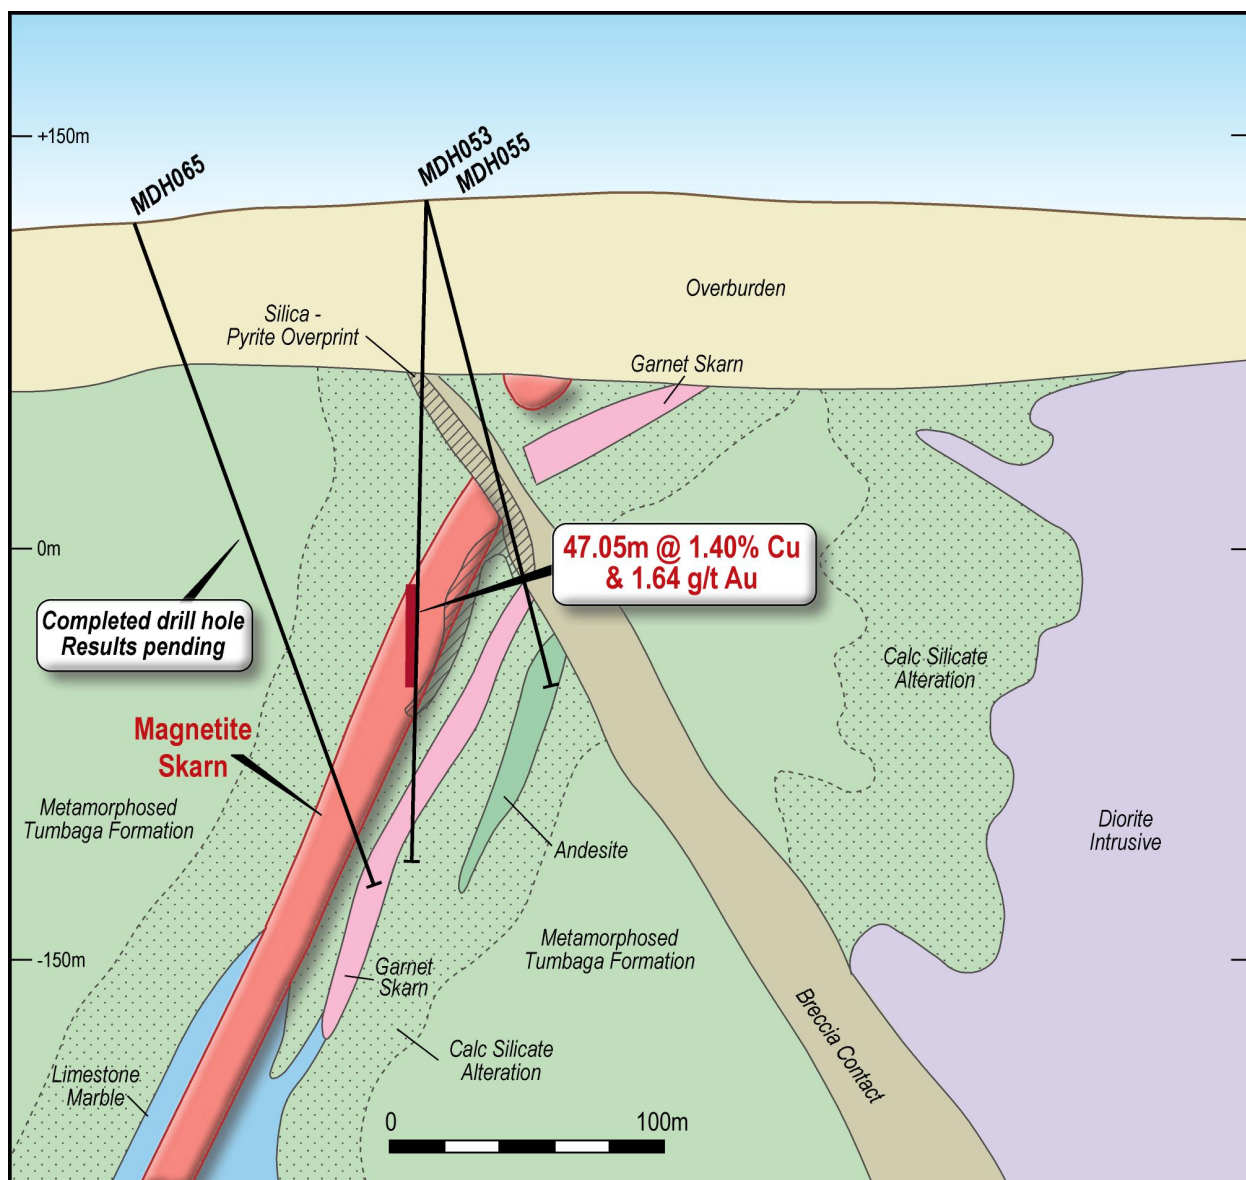 +150m
MDH065
MDH053
MDH055
Overburden
Silica -
Pyrite Overprint
Garnet Skarn
0m
47.05m @ 1.40% Cu
& 1.64 g/t Au
Completed drill hole
Results pending
Calc Silicate
Alteration
Magnetite
Skarn
Metamorphosed
Tumbaga Formation
Andesite
Diorite
Intrusive
-150m
Metamorphosed
Tumbaga Formation
Garnet
Skarn
Breccia Contact
Calc Silicate
Alteration
Limestone
Marble
0
100m